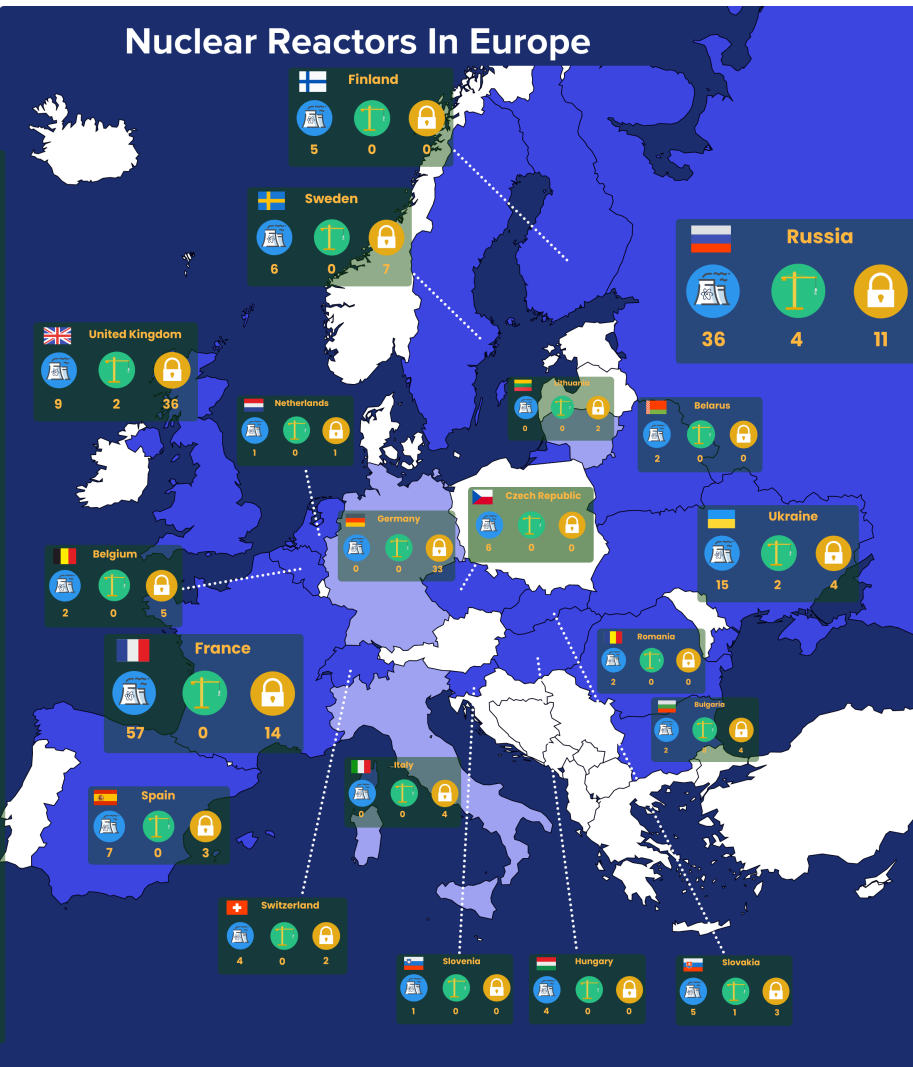 Nuclear Reactors In Europe
Finland
5 0 0
Sweden
6 0 7
Russia
36 4 11
United Kingdom
9 2 36
Lithuania
0 0 2
Netherlands
1 0 1
Belarus
2 0 0
Czech Republic
6 0 0
Germany
0 0 33
Ukraine
15 2 4
Belgium
2 0 5
France
57 0 14
Romania
2 0 0
Bulgaria
2 4
Italy
0 0 4
Spain
7 0 3
Switzerland
4 0 2
Slovenia
1 0 0
Hungary
4 0 0
Slovakia
5 1 3